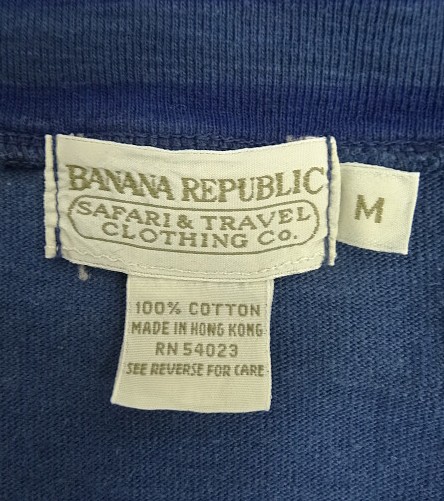 BANANA REPUBLIC
SAFARI & TRAVEL
CLOTHING CO.
M
100% COTTON
MADE IN HONG KONG
RN 54023
SEE REVERSE FOR CARE